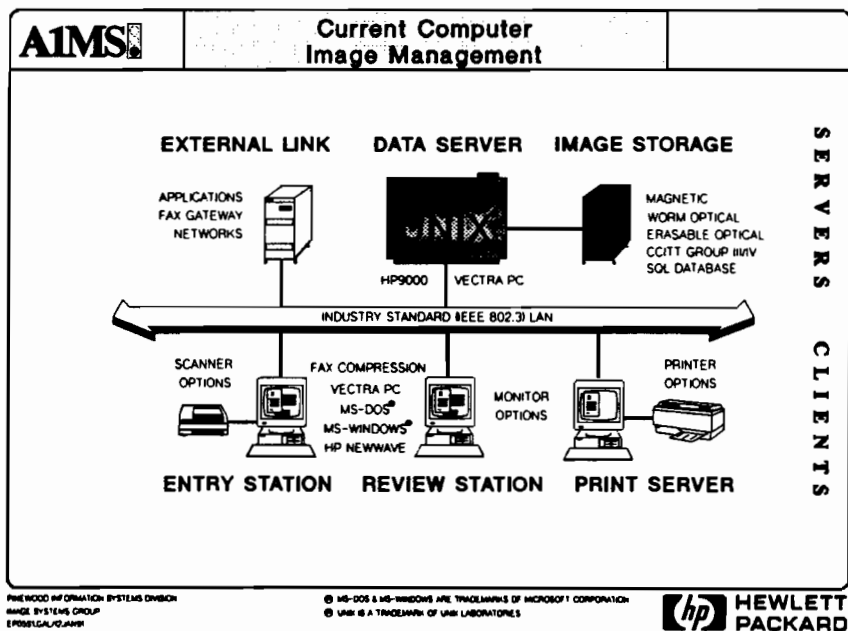 A1MS
Current Computer
Image Management
EXTERNAL LINK
DATA SERVER
IMAGE STORAGE
APPLICATIONS
FAX GATEWAY
NETWORKS
UNIX
HP9000
VECTRA PC
MAGNETIC
WORM OPTICAL
ERASABLE OPTICAL
CCITT GROUP III/IV
SQL DATABASE
SERVERS
INDUSTRY STANDARD (IEEE 802.3) LAN
SCANNER
OPTIONS
FAX COMPRESSION
VECTRA PC
MS-DOS®
MS-WINDOWS®
HP NEWWAVE
MONITOR
OPTIONS
PRINTER
OPTIONS
CLIENTS
ENTRY STATION
REVIEW STATION
PRINT SERVER
PINEWOOD INFORMATION SYSTEMS DIVISION
IMAGE SYSTEMS GROUP
® MS-DOS & MS-WINDOWS ARE TRADEMARKS OF MICROSOFT CORPORATION
® UNIX IS A TRADEMARK OF UNIX LABORATORIES
hp HEWLETT
PACKARD